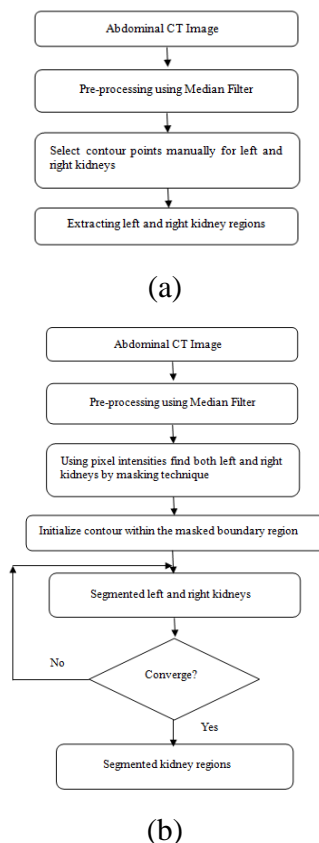 Abdominal CT Image
Pre-processing using Median Filter
Select contour points manually for left and
right kidneys
Extracting left and right kidney regions
(a)
Abdominal CT Image
Pre-processing using Median Filter
Using pixel intensities find both left and right
kidneys by masking technique
Initialize contour within the masked boundary region
Segmented left and right kidneys
No
Converge?
Yes
Segmented kidney regions
(b)